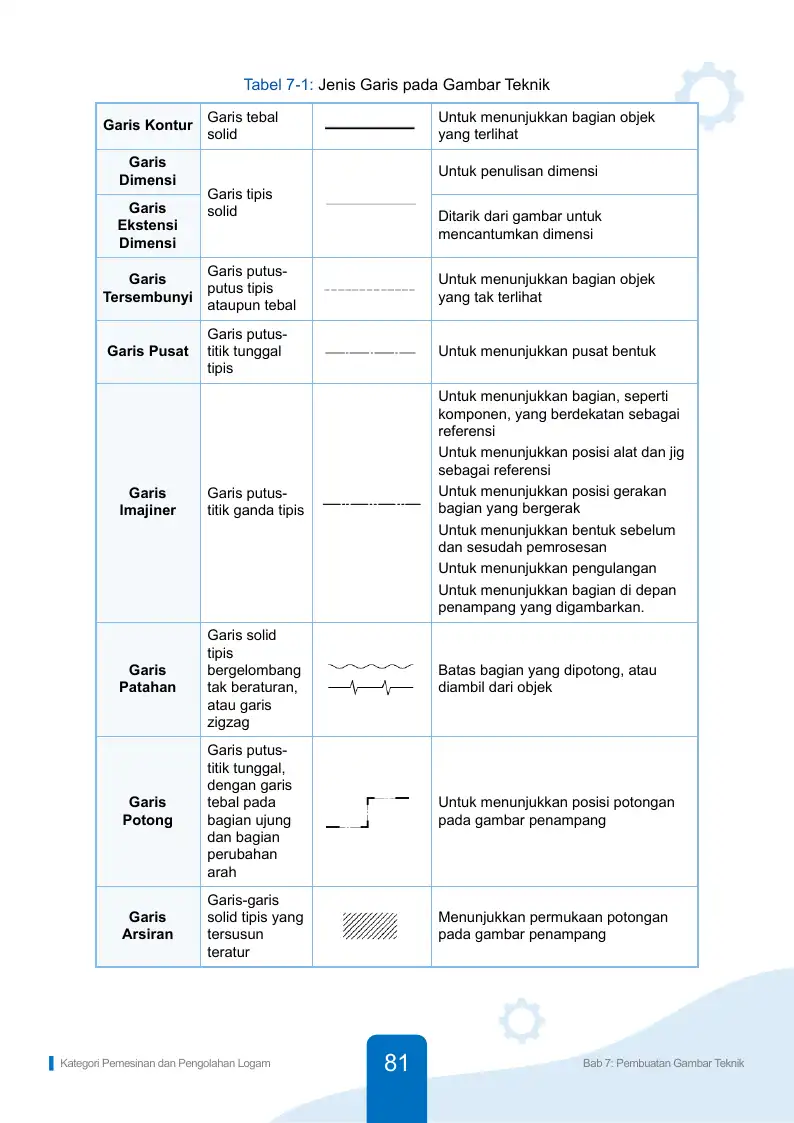 Tabel 7-1: Jenis Garis pada Gambar Teknik
Garis Kontur
Garis tebal
solid
Untuk menunjukkan bagian objek
yang terlihat
Garis
Dimensi
Garis tipis
solid
Untuk penulisan dimensi
Garis
Ekstensi
Dimensi
Ditarik dari gambar untuk
mencantumkan dimensi
Garis
Tersembunyi
Garis putus-
putus tipis
ataupun tebal
Untuk menunjukkan bagian objek
yang tak terlihat
Garis Pusat
Garis putus-
titik tunggal
tipis
Untuk menunjukkan pusat bentuk
Garis
Imajiner
Garis putus-
titik ganda tipis
Untuk menunjukkan bagian, seperti
komponen, yang berdekatan sebagai
referensi
Untuk menunjukkan posisi alat dan jig
sebagai referensi
Untuk menunjukkan posisi gerakan
bagian yang bergerak
Untuk menunjukkan bentuk sebelum
dan sesudah pemrosesan
Untuk menunjukkan pengulangan
Untuk menunjukkan bagian di depan
penampang yang digambarkan.
Garis
Patahan
Garis solid
tipis
bergelombang
tak beraturan,
atau garis
zigzag
Batas bagian yang dipotong, atau
diambil dari objek
Garis
Potong
Garis putus-
titik tunggal,
dengan garis
tebal pada
bagian ujung
dan bagian
perubahan
arah
Untuk menunjukkan posisi potongan
pada gambar penampang
Garis
Arsiran
Garis-garis
solid tipis yang
tersusun
teratur
Menunjukkan permukaan potongan
pada gambar penampang
Kategori Pemesinan dan Pengolahan Logam
81
Bab 7: Pembuatan Gambar Teknik